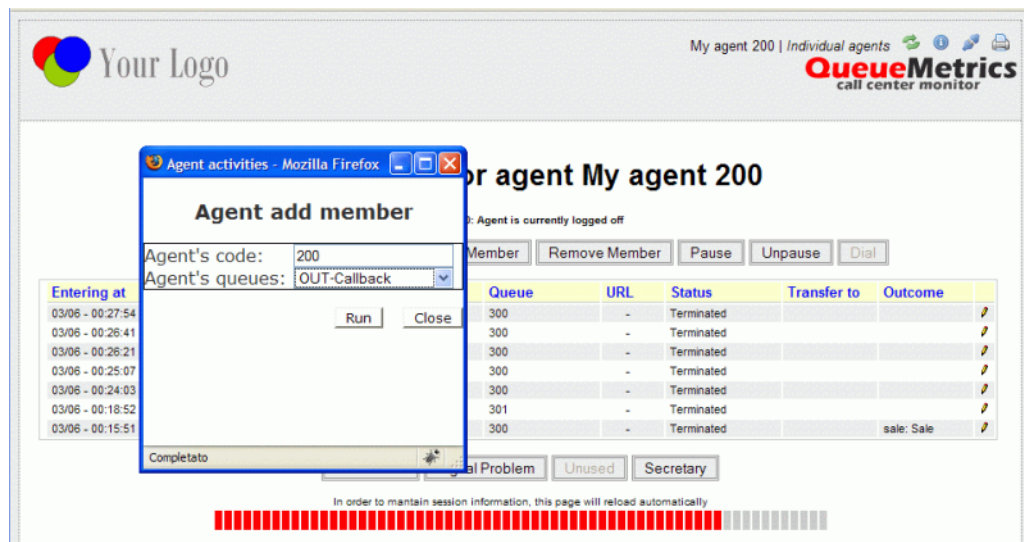 My agent 200 | Individual agents
Your Logo
QueueMetrics
call center monitor
Agent activities - Mozilla Firefox
or agent My agent 200
Agent add member
: Agent is currently logged off
Agent's code: 200
Agent's queues: OUT-Callback
Run Close
Member Remove Member Pause Unpause Dial
Entering at Queue URL Status Transfer to Outcome
03/06 - 00:27:54 300 - Terminated
03/06 - 00:26:41 300 - Terminated
03/06 - 00:26:21 300 - Terminated
03/06 - 00:25:07 300 - Terminated
03/06 - 00:24:03 300 - Terminated
03/06 - 00:18:52 301 - Terminated
03/06 - 00:15:51 300 - Terminated sale: Sale
Completato
al Problem Unused Secretary
In order to mantain session information, this page will reload automatically